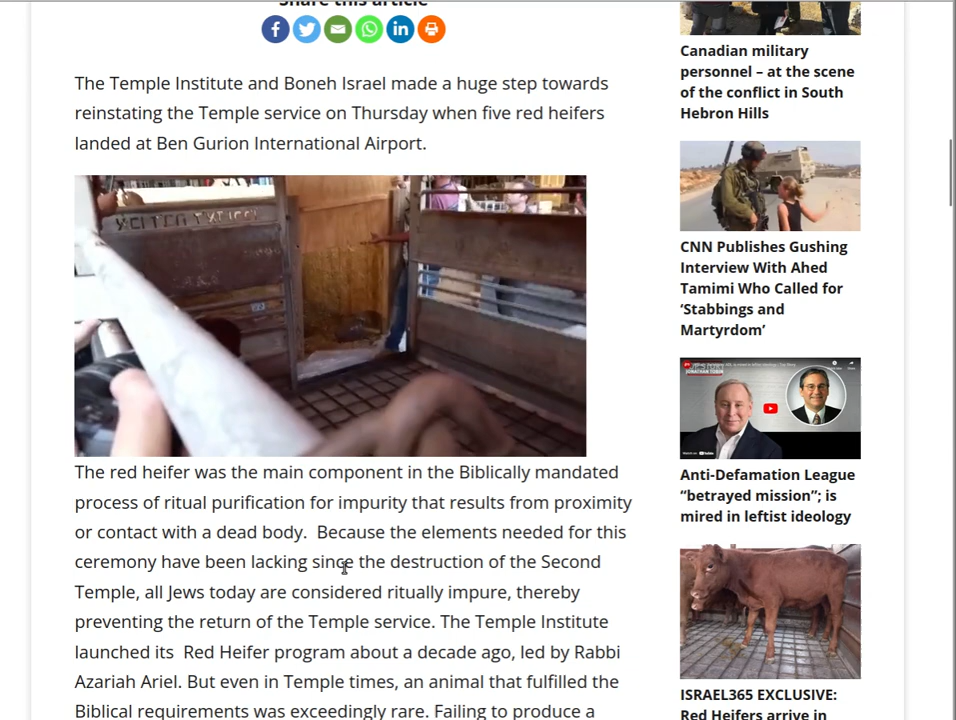 Share this article
The Temple Institute and Boneh Israel made a huge step towards
reinstating the Temple service on Thursday when five red heifers
landed at Ben Gurion International Airport.
The red heifer was the main component in the Biblically mandated
process of ritual purification for impurity that results from proximity
or contact with a dead body.  Because the elements needed for this
ceremony have been lacking since the destruction of the Second
Temple, all Jews today are considered ritually impure, thereby
preventing the return of the Temple service. The Temple Institute
launched its  Red Heifer program about a decade ago, led by Rabbi
Azariah Ariel. But even in Temple times, an animal that fulfilled the
Biblical requirements was exceedingly rare. Failing to produce a
Canadian military
personnel – at the scene
of the conflict in South
Hebron Hills
CNN Publishes Gushing
Interview With Ahed
Tamimi Who Called for
‘Stabbings and
Martyrdom’
Anti-Defamation League
“betrayed mission”; is
mired in leftist ideology
ISRAEL365 EXCLUSIVE:
Red Heifers arrive in